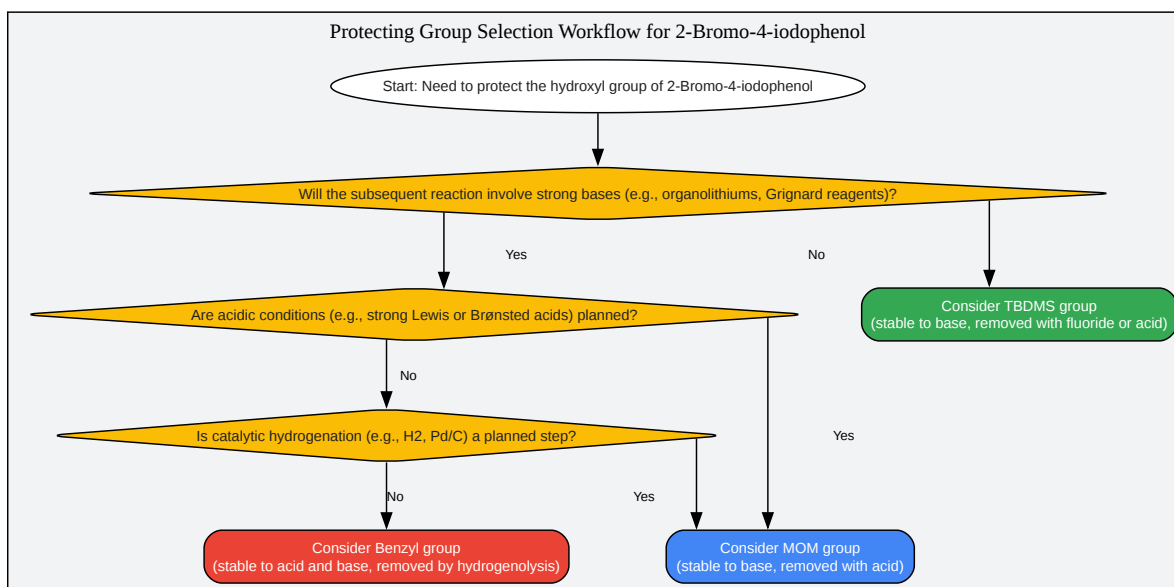 Protecting Group Selection Workflow for 2-Bromo-4-iodophenol
Start: Need to protect the hydroxyl group of 2-Bromo-4-iodophenol
Will the subsequent reaction involve strong bases (e.g., organolithiums, Grignard reagents)?
Yes
No
Consider TBDMS group
(stable to base, removed with fluoride or acid)
Are acidic conditions (e.g., strong Lewis or Brønsted acids) planned?
No
Yes
Is catalytic hydrogenation (e.g., H2, Pd/C) a planned step?
No
Yes
Consider Benzyl group
(stable to acid and base, removed by hydrogenolysis)
Consider MOM group
(stable to base, removed with acid)